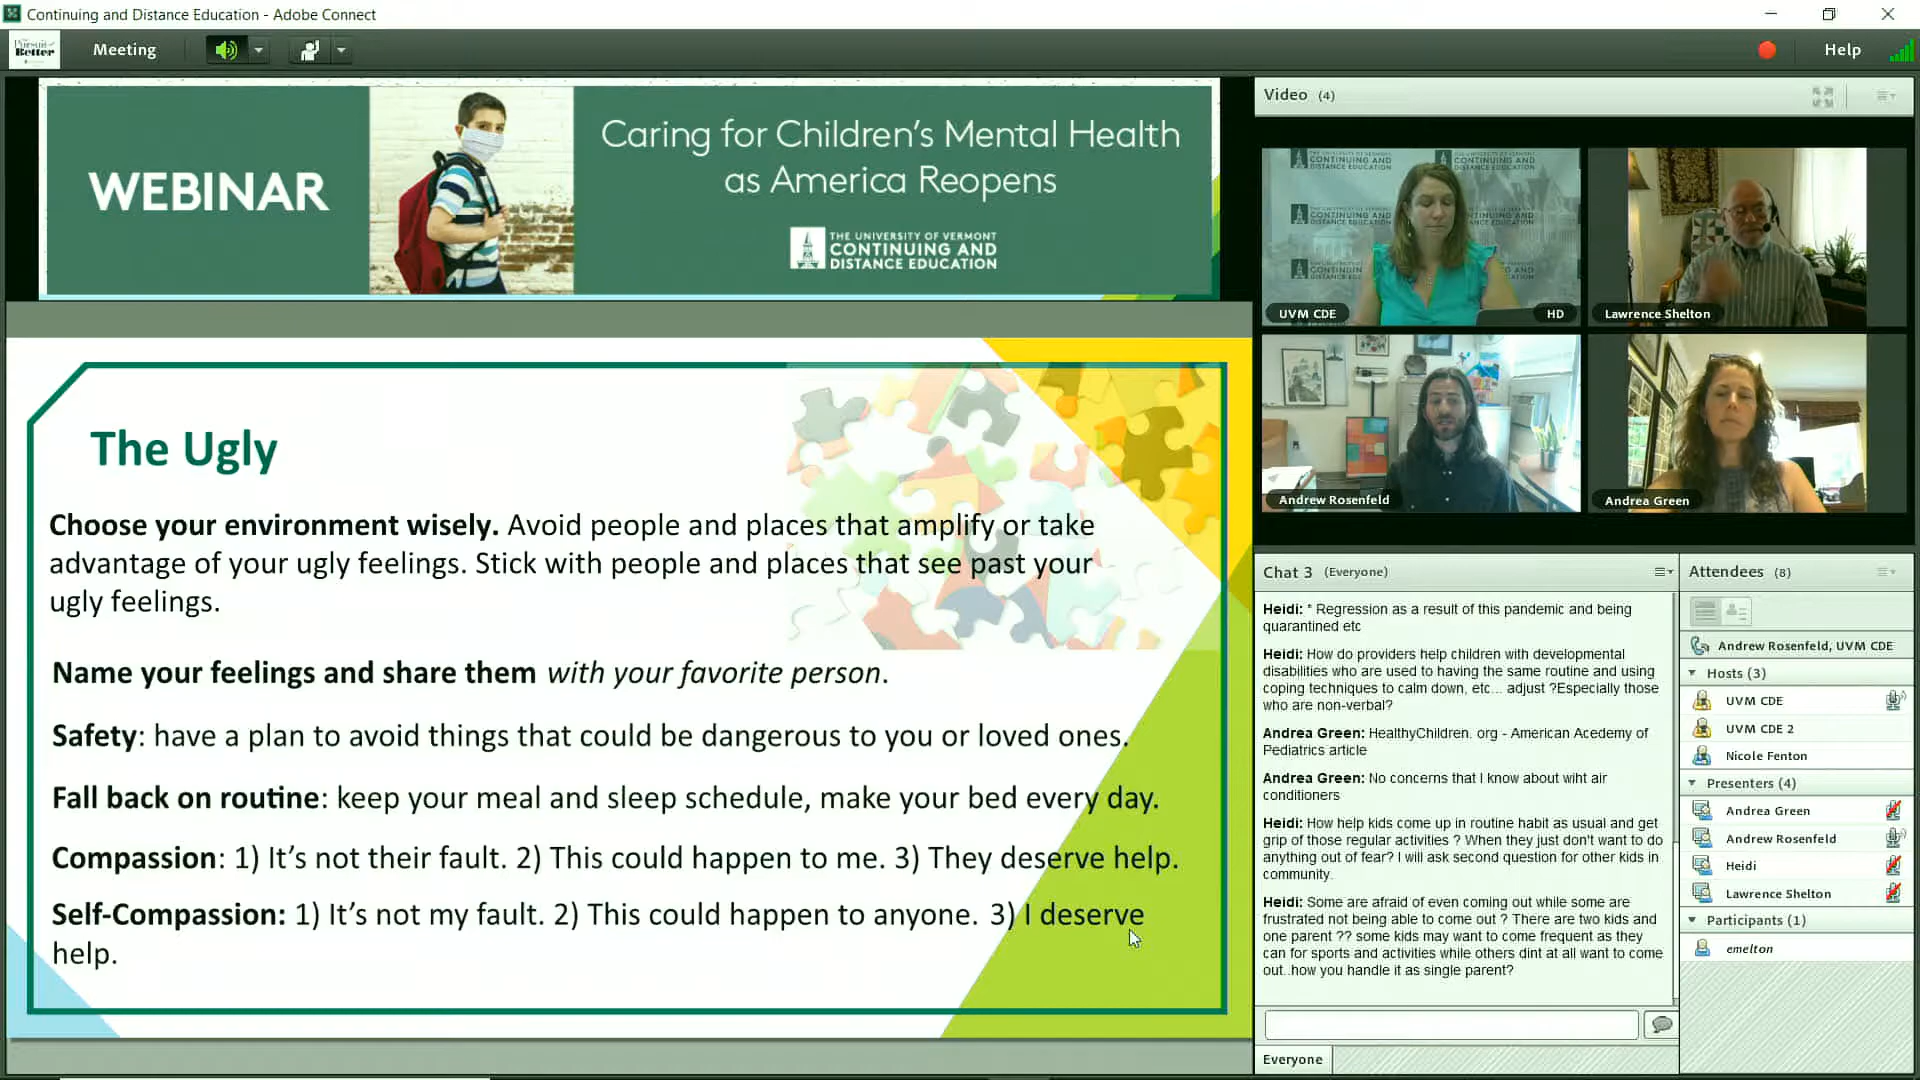 Continuing and Distance Education - Adobe Connect
Pursuit of
Better
Meeting
Help
WEBINAR
Caring for Children's Mental Health
as America Reopens
THE UNIVERSITY OF VERMONT
CONTINUING AND
DISTANCE EDUCATION
The Ugly
Choose your environment wisely. Avoid people and places that amplify or take
advantage of your ugly feelings. Stick with people and places that see past your
ugly feelings.
Name your feelings and share them with your favorite person.
Safety: have a plan to avoid things that could be dangerous to you or loved ones.
Fall back on routine: keep your meal and sleep schedule, make your bed every day.
Compassion: 1) It's not their fault. 2) This could happen to me. 3) They deserve help.
Self-Compassion: 1) It's not my fault. 2) This could happen to anyone. 3) I deserve
help.
Video (4)
THE UNIVERSITY OF VERMONT
CONTINUING AND
DISTANCE EDUCATION
UVM CDE
HD
Lawrence Shelton
Andrew Rosenfeld
Andrea Green
Chat 3 (Everyone)
Heidi: * Regression as a result of this pandemic and being
quarantined etc
Heidi: How do providers help children with developmental
disabilities who are used to having the same routine and using
coping techniques to calm down, etc... adjust ?Especially those
who are non-verbal?
Andrea Green: HealthyChildren. org - American Acedemy of
Pediatrics article
Andrea Green: No concerns that I know about wiht air
conditioners
Heidi: How help kids come up in routine habit as usual and get
grip of those regular activities ? When they just don't want to do
anything out of fear? I will ask second question for other kids in
community.
Heidi: Some are afraid of even coming out while some are
frustrated not being able to come out ? There are two kids and
one parent ?? some kids may want to come frequent as they
can for sports and activities while others dint at all want to come
out..how you handle it as single parent?
Everyone
Attendees (8)
Andrew Rosenfeld, UVM CDE
Hosts (3)
UVM CDE
UVM CDE 2
Nicole Fenton
Presenters (4)
Andrea Green
Andrew Rosenfeld
Heidi
Lawrence Shelton
Participants (1)
emelton